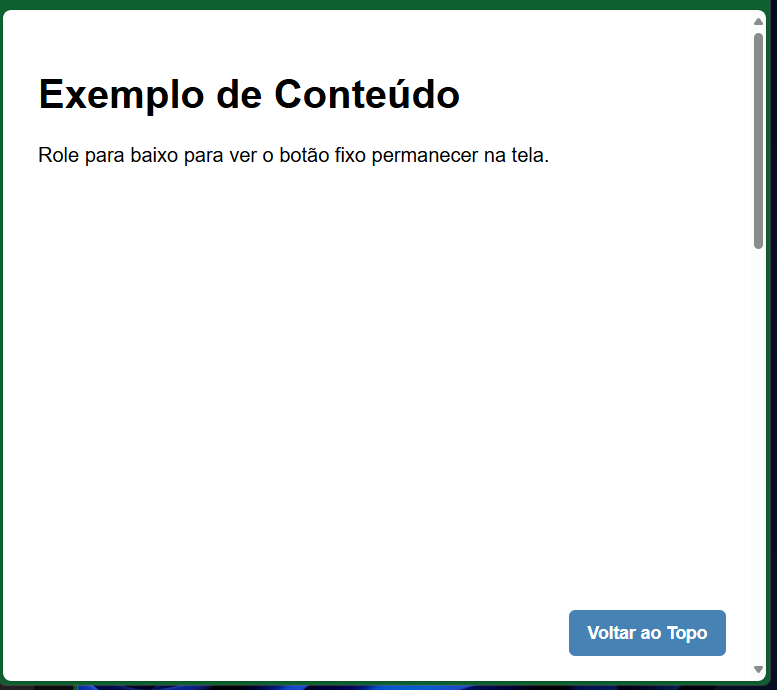 Exemplo de Conteúdo
Role para baixo para ver o botão fixo permanecer na tela.
Voltar ao Topo